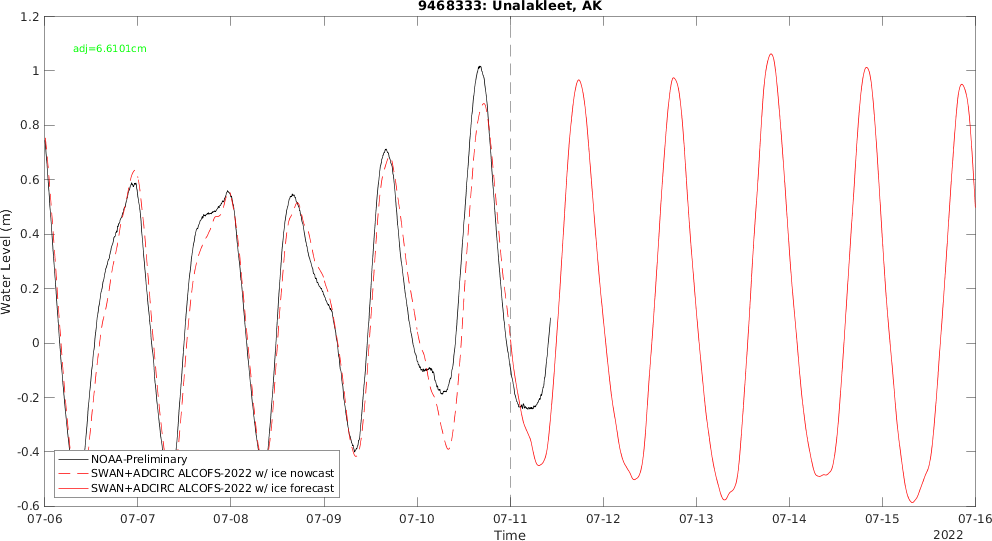 9468333: Unalakleet, AK
adj=6.6101cm
Water Level (m)
1.2
1
0.8
0.6
0.4
0.2
0
-0.2
-0.4
-0.6
NOAA-Preliminary
SWAN+ADCIRC ALCOFS-2022 w/ ice nowcast
SWAN+ADCIRC ALCOFS-2022 w/ ice forecast
07-06 07-07 07-08 07-09 07-10 07-11 07-12 07-13 07-14 07-15 07-16
Time
2022